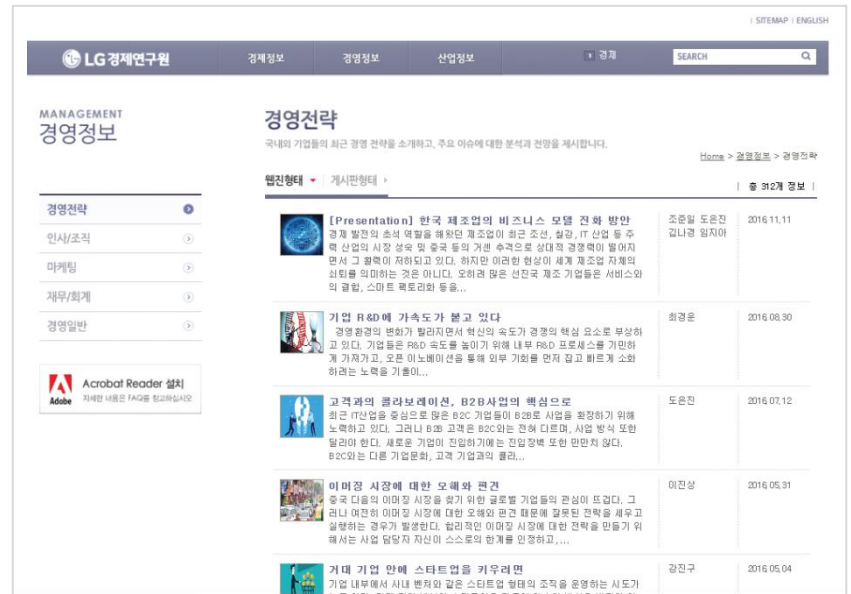 SITEMAP | ENGLISH
LG 경제연구원
경제정보
경영정보
산업정보
경제
SEARCH
MANAGEMENT
경영정보
경영전략
국내외 기업들의 최근 경영 전략을 소개하고, 주요 이슈에 대한 분석과 전망을 제시합니다.
Home > 경영정보 > 경영전략
웹진형태
게시판형태
총 312개 정보
경영전략
인사/조직
마케팅
재무/회계
경영일반
Adobe
Acrobat Reader 설치
자세한 내용은 FAQ를 참고하십시오
[Presentation] 한국 제조업의 비즈니스 모델 진화 방안
경제 발전의 초석 역할을 해왔던 제조업이 최근 조선, 철강, IT 산업 등 주
력 산업의 시장 성숙 및 중국 등의 거센 추격으로 상대적 경쟁력이 떨어지
면서 그 활력이 저하되고 있다. 하지만 이러한 현상이 세계 제조업 자체의
쇠퇴를 의미하는 것은 아니다. 오히려 많은 선진국 제조 기업들은 서비스와
의 결합, 스마트 팩토리화 등을...
조준일 도은진
김나경 임지아
2016.11.11
기업 R&D에 가속도가 붙고 있다
경영환경의 변화가 빨라지면서 혁신의 속도가 경쟁의 핵심 요소로 부상하
고 있다. 기업들은 R&D 속도를 높이기 위해 내부 R&D 프로세스를 기민하
게 가져가고, 오픈 이노베이션을 통해 외부 기회를 먼저 잡고 빠르게 소화
하려는 노력을 기울이...
최경운
2016.08.30
고객과의 콜라보레이션, B2B사업의 핵심으로
최근 IT산업을 중심으로 많은 B2C 기업들이 B2B로 사업을 확장하기 위해
노력하고 있다. 그러나 B2B 고객은 B2C와는 전혀 다르며, 사업 방식 또한
달라야 한다. 새로운 기업이 진입하기에는 진입장벽 또한 만만치 않다.
B2C와는 다른 기업문화, 고객 기업과의 콜라...
도은진
2016.07.12
이머징 시장에 대한 오해와 편견
중국 다음의 이머징 시장을 찾기 위한 글로벌 기업들의 관심이 뜨겁다. 그
러나 여전히 이머징 시장에 대한 오해와 편견 때문에 잘못된 전략을 세우고
실행하는 경우가 발생한다. 합리적인 이머징 시장에 대한 전략을 만들기 위
해서는 사업 담당자 자신이 스스로의 한계를 인정하고,...
이진상
2016.05.31
거대 기업 안에 스타트업을 키우려면
기업 내부에서 사내 벤처와 같은 스타트업 형태의 조직을 운영하는 시도가
강진구
2016.05.04